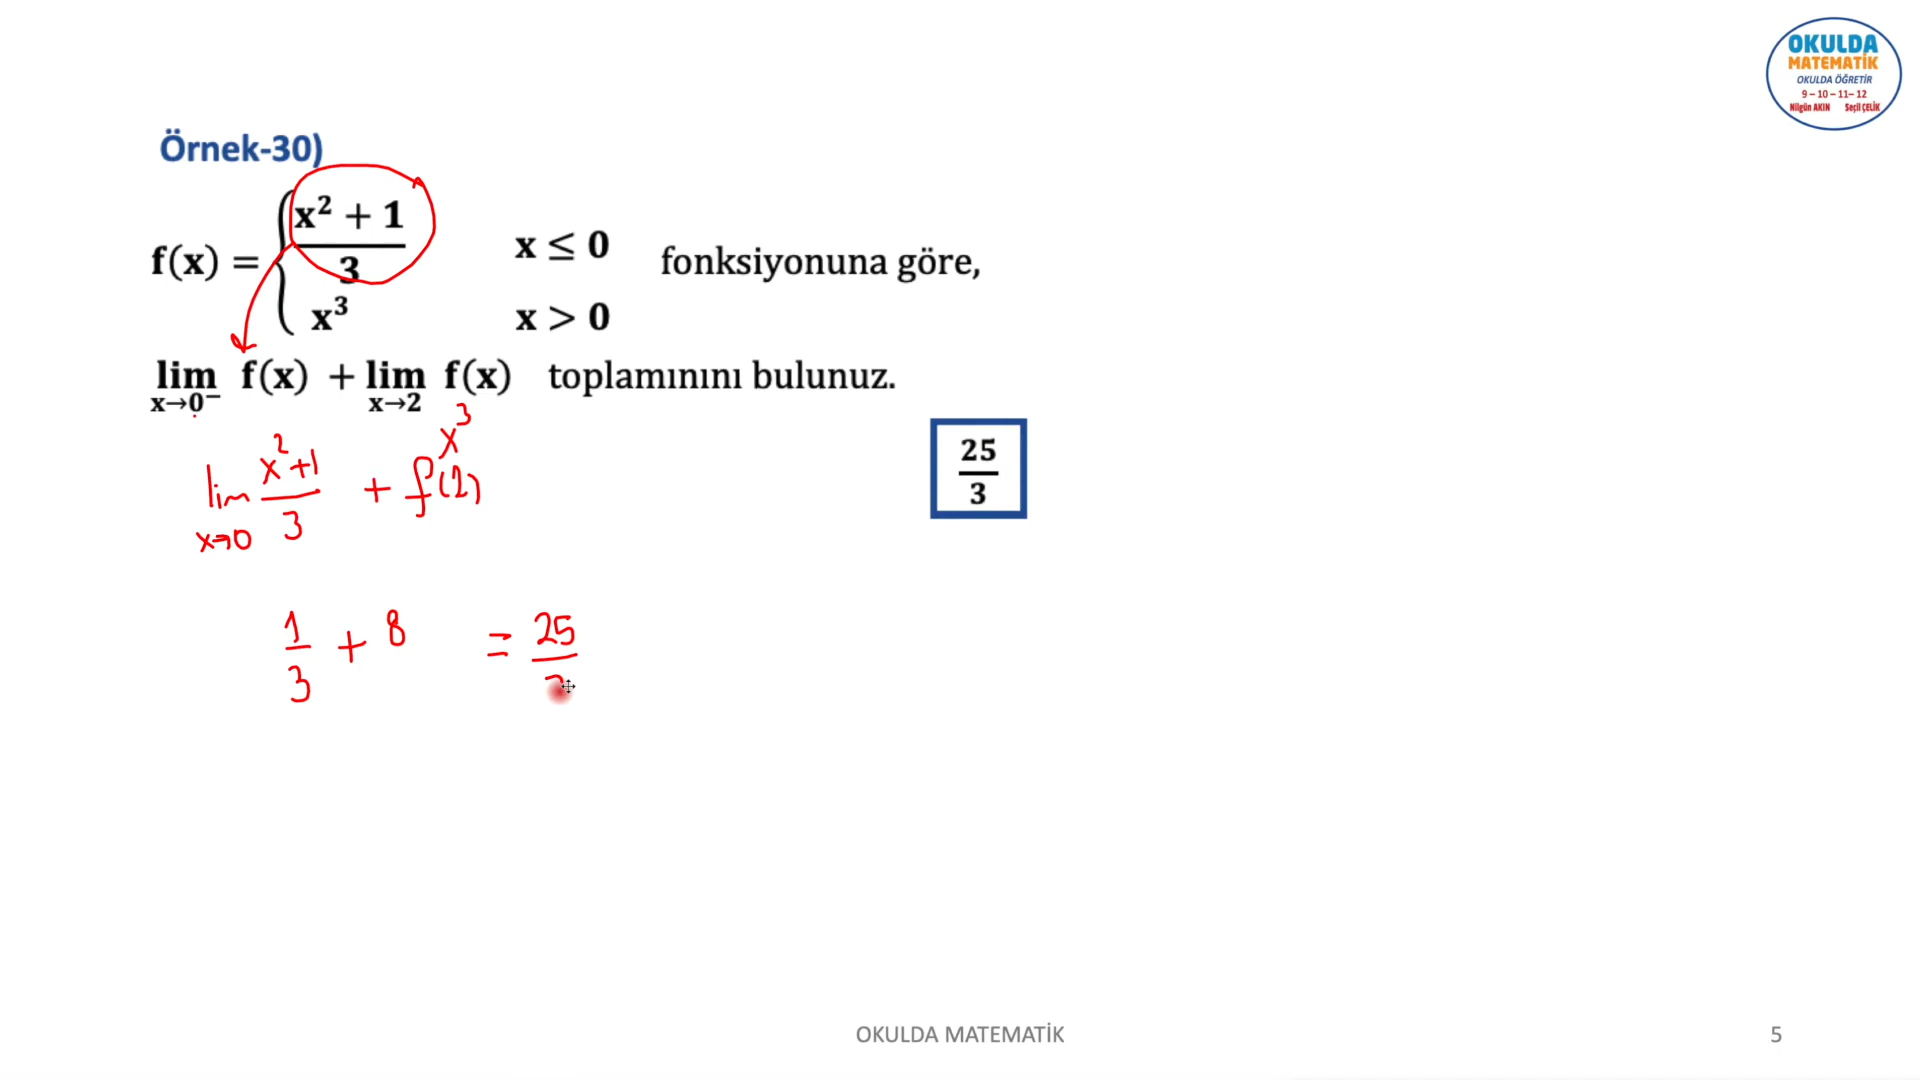 OKULDA
MATEMATİK
OKULDA ÖĞRETİR
9 – 10 – 11– 12
Nilgün AKIN Seçil ÇELİK
Örnek-30)
f(x) = { (x² + 1)/3 x ≤ 0 fonksiyonuna göre,
x³ x > 0
lim x→0⁻ f(x) + lim x→2 f(x) toplamınını bulunuz.
x³
lim x→0 (x²+1)/3 + f(2)
25/3
1/3 + 8 = 25/
OKULDA MATEMATİK
5